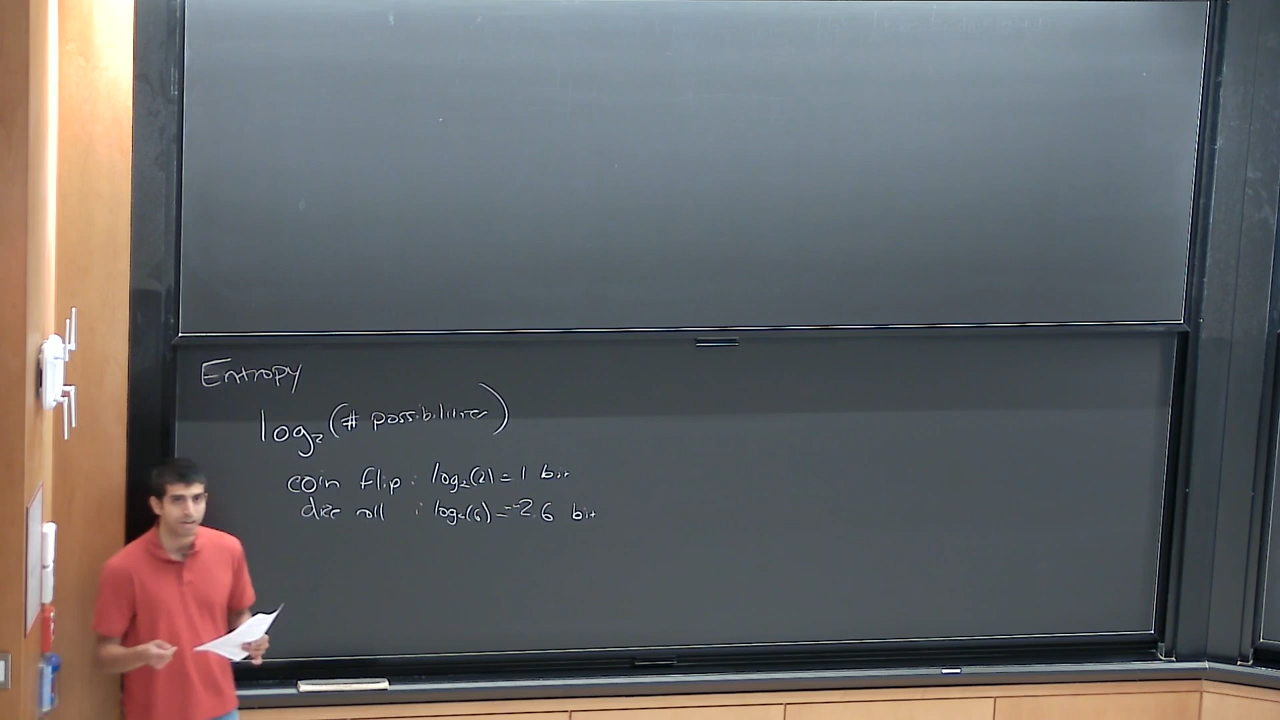 Entropy
log₂(# possibilities)
coin flip : log₂(2) = 1 bit
dice roll : log₂(6) = ~2.6 bit